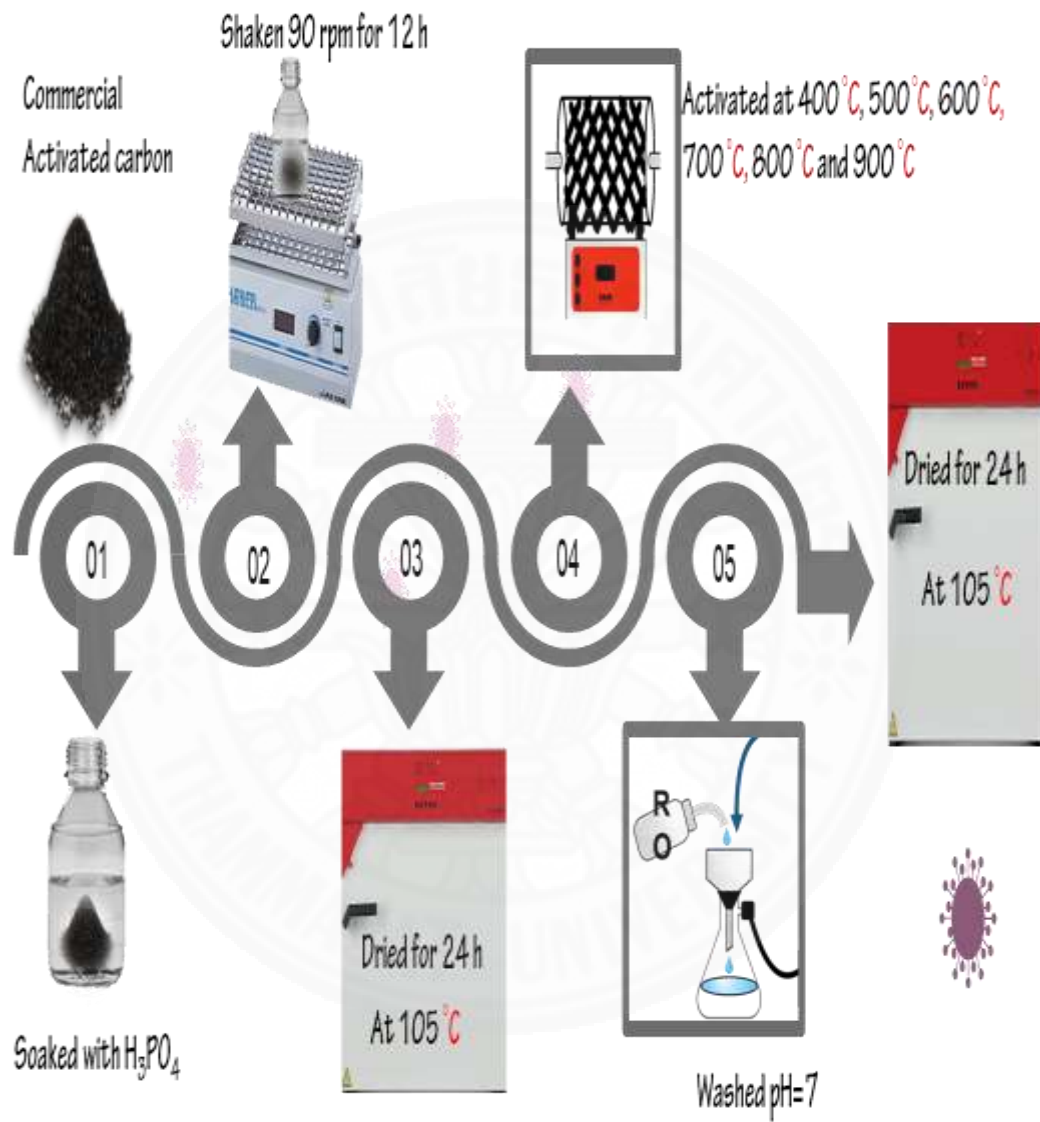 Shaken 90 rpm for 12 h
Commercial
Activated carbon
Activated at 400 °C, 500 °C, 600 °C,
700 °C, 800 °C and 900 °C
01
02
03
04
05
Dried for 24 h
At 105 °C
Soaked with H₃PO₄
Dried for 24 h
At 105 °C
R
O
Washed pH=7